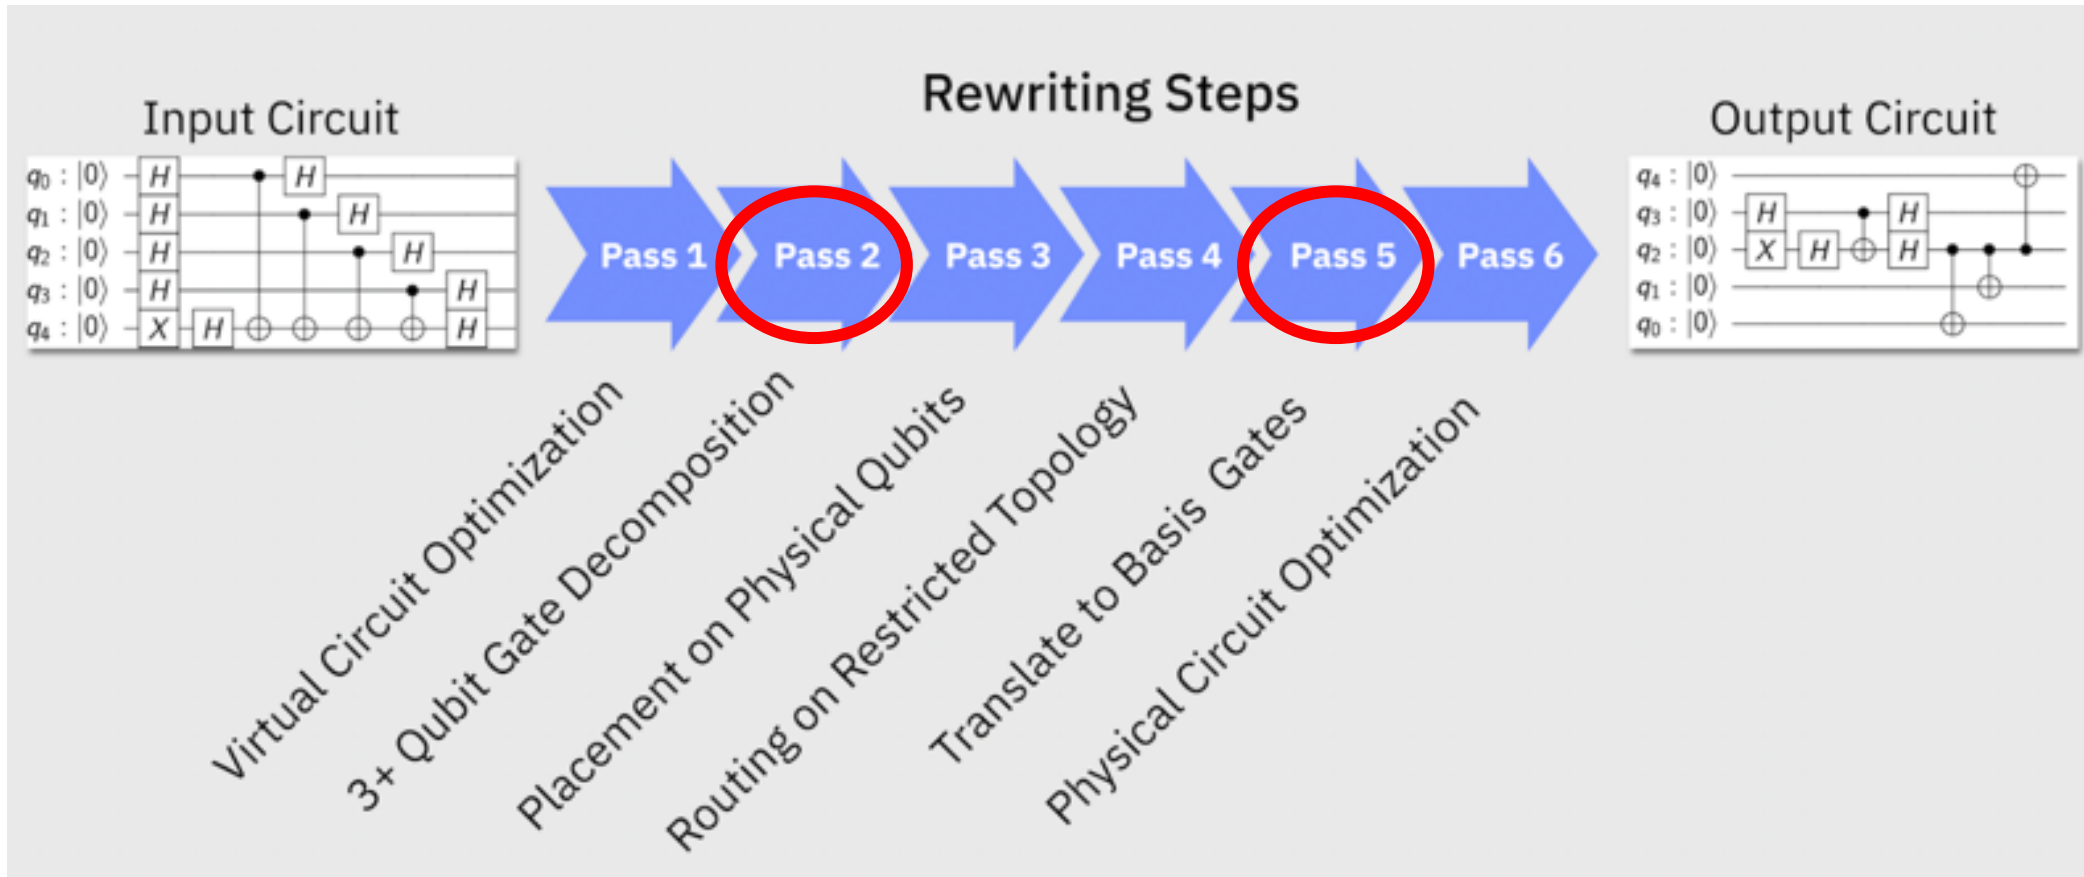 Rewriting Steps
Input Circuit
q₀ : |0⟩ H H
q₁ : |0⟩ H H
q₂ : |0⟩ H H
q₃ : |0⟩ H H
q₄ : |0⟩ X H H
Pass 1
Pass 2
Pass 3
Pass 4
Pass 5
Pass 6
Output Circuit
q₄ : |0⟩
q₃ : |0⟩ H H
q₂ : |0⟩ X H H
q₁ : |0⟩
q₀ : |0⟩
Virtual Circuit Optimization
3+ Qubit Gate Decomposition
Placement on Physical Qubits
Routing on Restricted Topology
Translate to Basis Gates
Physical Circuit Optimization